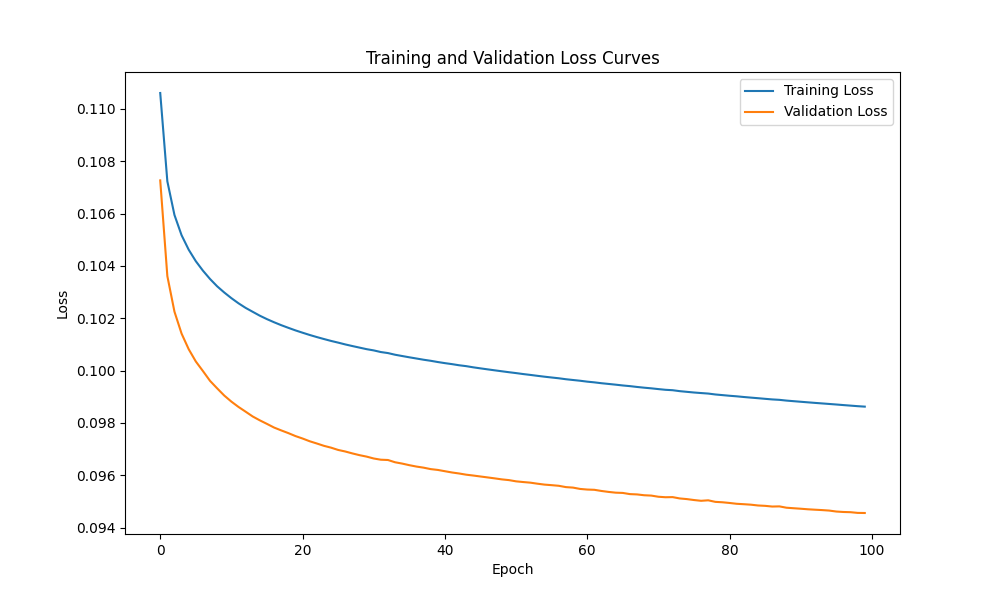 Training and Validation Loss Curves
Training Loss
Validation Loss
0.110
0.108
0.106
0.104
0.102
0.100
0.098
0.096
0.094
Loss
0 20 40 60 80 100
Epoch